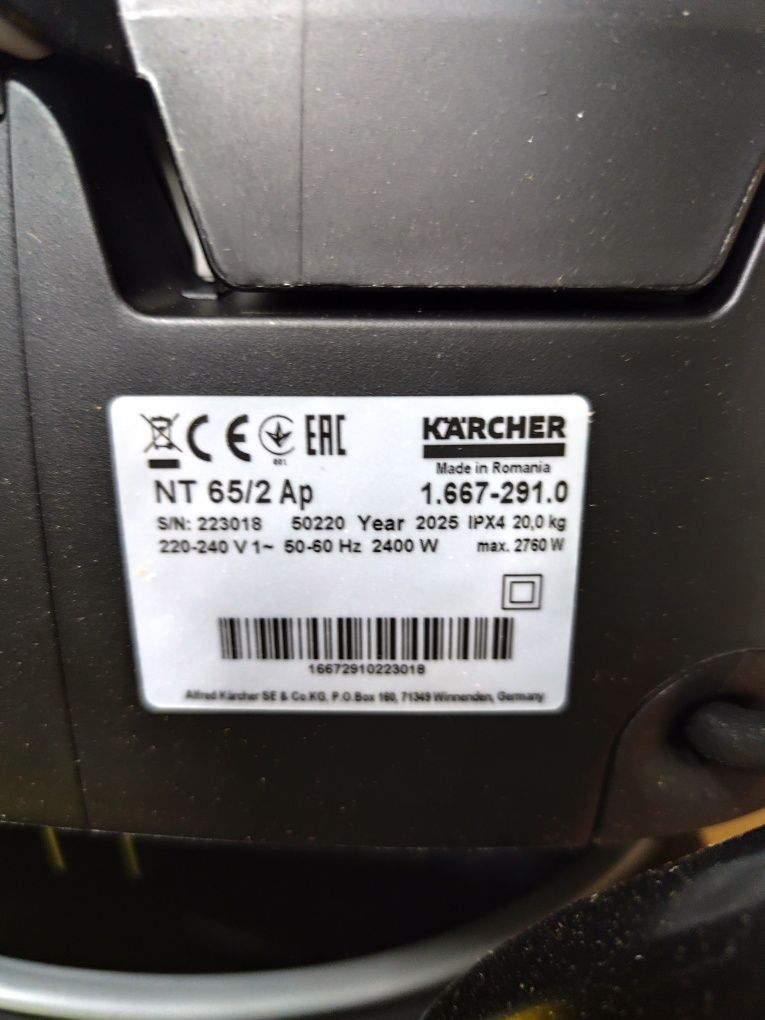 CE 001 EAC KÄRCHER
Made in Romania
NT 65/2 Ap 1.667-291.0
S/N: 223018 50220 Year 2025 IPX4 20,0 kg
220-240 V 1~ 50-60 Hz 2400 W max. 2760 W
16672910223018
Alfred Kärcher SE & Co.KG, P.O.Box 160, 71349 Winnenden, Germany